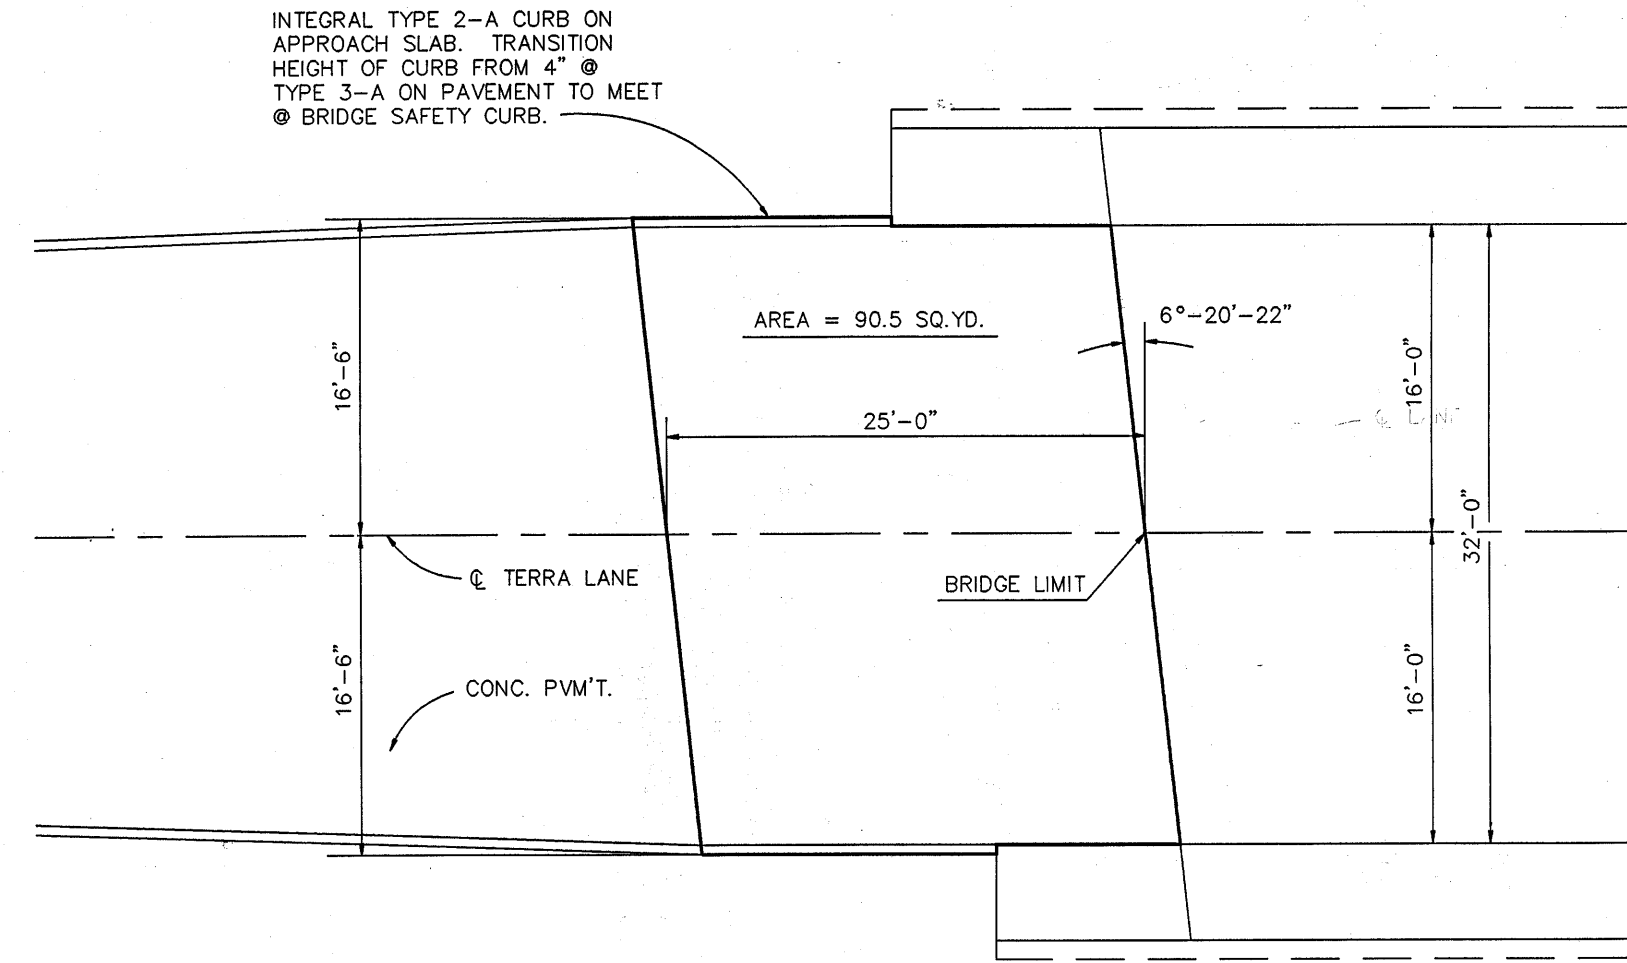 INTEGRAL TYPE 2-A CURB ON
APPROACH SLAB. TRANSITION
HEIGHT OF CURB FROM 4" @
TYPE 3-A ON PAVEMENT TO MEET
@ BRIDGE SAFETY CURB.
AREA = 90.5 SQ.YD.
6°-20'-22"
16'-6"
16'-0"
25'-0"
32'-0"
℄ TERRA LANE
BRIDGE LIMIT
16'-6"
16'-0"
CONC. PVM'T.